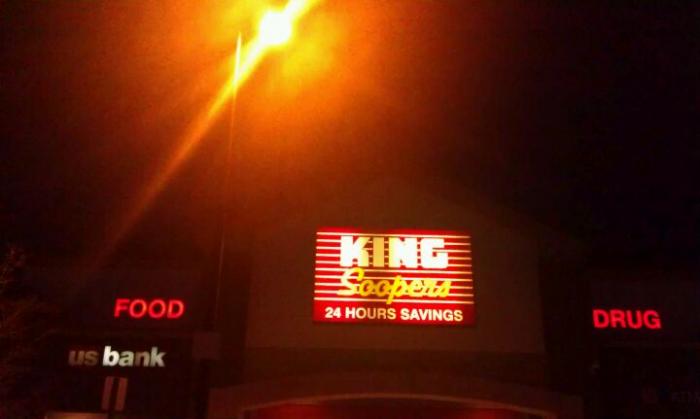 KING
Soopers
24 HOURS SAVINGS
FOOD
DRUG
us bank